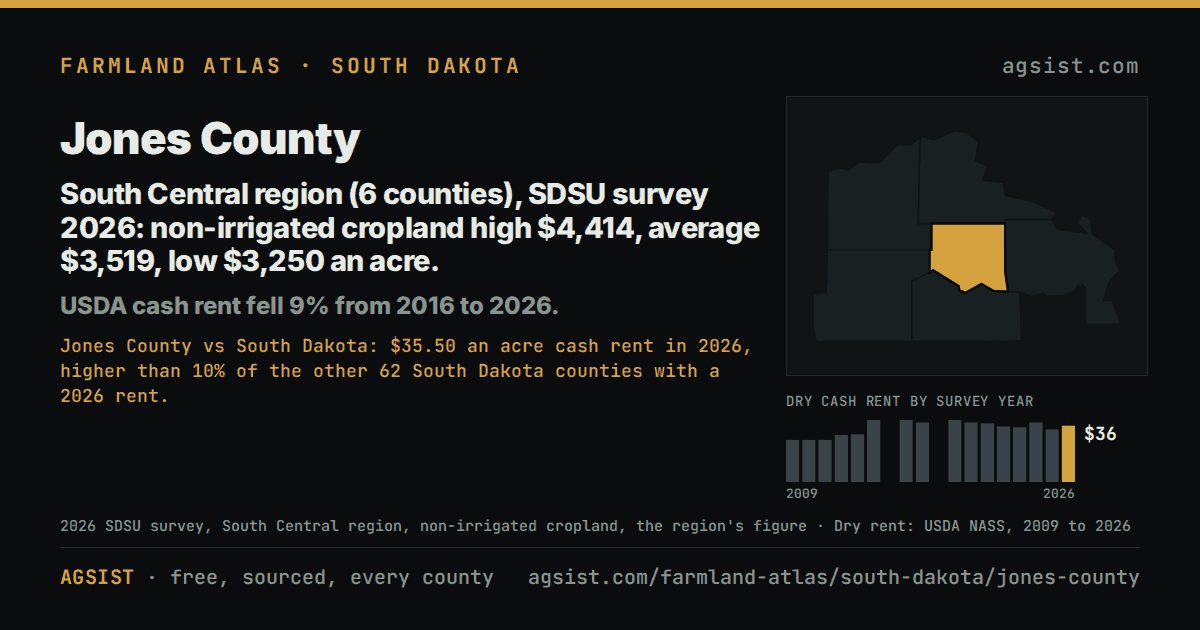 FARMLAND ATLAS · SOUTH DAKOTA
agsist.com
Jones County
South Central region (6 counties), SDSU survey
2026: non-irrigated cropland high $4,414, average
$3,519, low $3,250 an acre.
USDA cash rent fell 9% from 2016 to 2026.
Jones County vs South Dakota: $35.50 an acre cash rent in 2026,
higher than 10% of the other 62 South Dakota counties with a
2026 rent.
DRY CASH RENT BY SURVEY YEAR
$36
2009
2026
2026 SDSU survey, South Central region, non-irrigated cropland, the region's figure · Dry rent: USDA NASS, 2009 to 2026
AGSIST · free, sourced, every county
agsist.com/farmland-atlas/south-dakota/jones-county